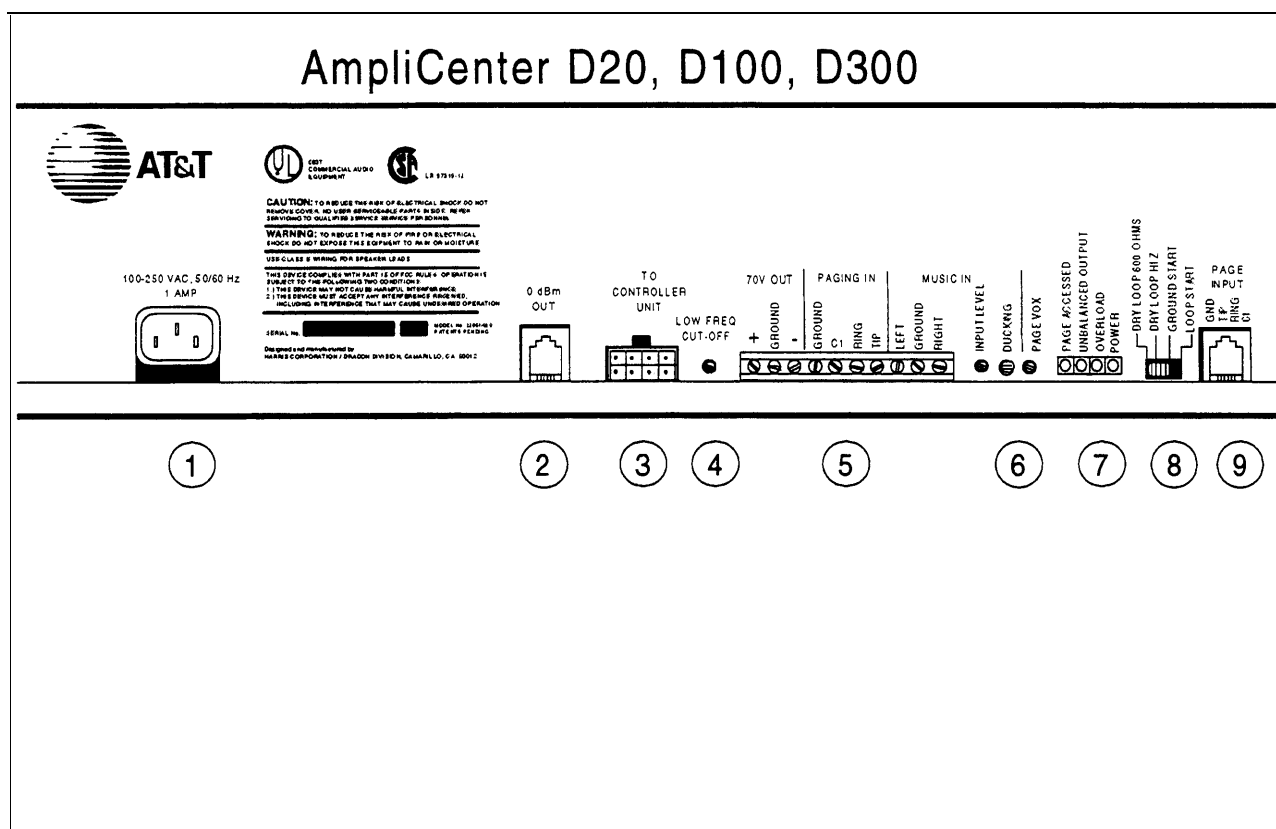 AmpliCenter D20, D100, D300
AT&T
UL
COMMERCIAL AUDIO
EQUIPMENT
SA
CAUTION: TO REDUCE THE RISK OF ELECTRICAL SHOCK DO NOT
REMOVE COVER. NO USER SERVICEABLE PARTS INSIDE. REFER
SERVICING TO QUALIFIED SERVICE SERVICE PERSONNEL
WARNING: TO REDUCE THE RISK OF FIRE OR ELECTRICAL
SHOCK DO NOT EXPOSE THIS EQIPMENT TO RAIN OR MOISTURE
WIRING FOR SPEAKER LEADS
THIS DEVICE COMPLIES WITH PART 15 OF FCC RULES. OPERATION IS
SUBJECT TO THE FOLLOWING TWO CONDITIONS:
1.) THIS DEVICE MAY NOT CAUSE HARMFUL INTERFERENCE;
2.) THIS DEVICE MUST ACCEPT ANY INTERFERENCE RECEIVED,
INCLUDING INTERFERENCE THAT MAY CAUSE UNDESIRED OPERATION
SERIAL No.
MODEL No.
PATENTS PENDING
Designed and manufactured by
HARRIS CORPORATION / DRACON DIVISION, CAMARILLO, CA. 93012
100-250 VAC, 50/60 Hz
1 AMP
0 dBm
OUT
TO
CONTROLLER
UNIT
LOW FREQ
CUT-OFF
70V OUT
+
GROUND
-
PAGING IN
GROUND
C1
RING
TIP
MUSIC IN
LEFT
GROUND
RIGHT
INPUT LEVEL
DUCKING
PAGE VOX
PAGE ACCESSED
UNBALANCED OUTPUT
OVERLOAD
POWER
DRY LOOP 600 OHMS
DRY LOOP HI Z
GROUND START
LOOP START
PAGE
INPUT
GND
TIP
RING
C1
1
2
3
4
5
6
7
8
9